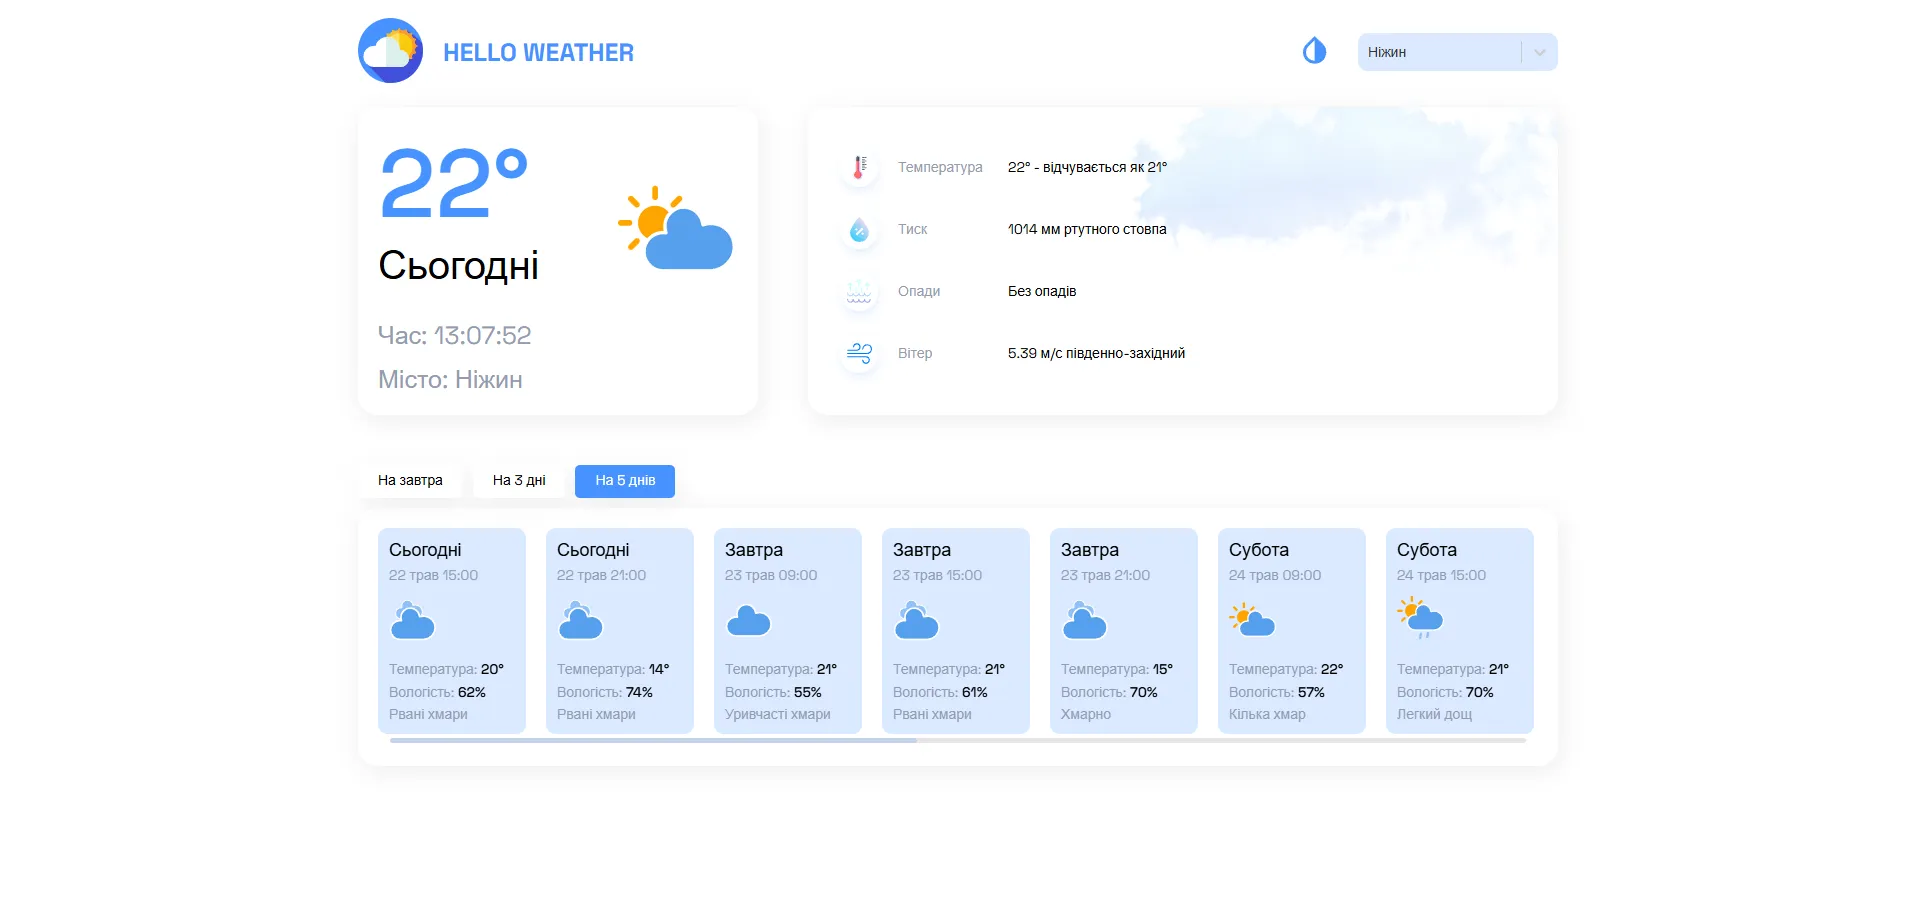 HELLO WEATHER
Ніжин
22°
Сьогодні
Час: 13:07:52
Місто: Ніжин
Температура 22° - відчувається як 21°
Тиск 1014 мм ртутного стовпа
Опади Без опадів
Вітер 5.39 м/с південно-західний
На завтра На 3 дні На 5 днів
Сьогодні
22 трав 15:00
Температура: 20°
Вологість: 62%
Рвані хмари
Сьогодні
22 трав 21:00
Температура: 14°
Вологість: 74%
Рвані хмари
Завтра
23 трав 09:00
Температура: 21°
Вологість: 55%
Уривчасті хмари
Завтра
23 трав 15:00
Температура: 21°
Вологість: 61%
Рвані хмари
Завтра
23 трав 21:00
Температура: 15°
Вологість: 70%
Хмарно
Субота
24 трав 09:00
Температура: 22°
Вологість: 57%
Кілька хмар
Субота
24 трав 15:00
Температура: 21°
Вологість: 70%
Легкий дощ